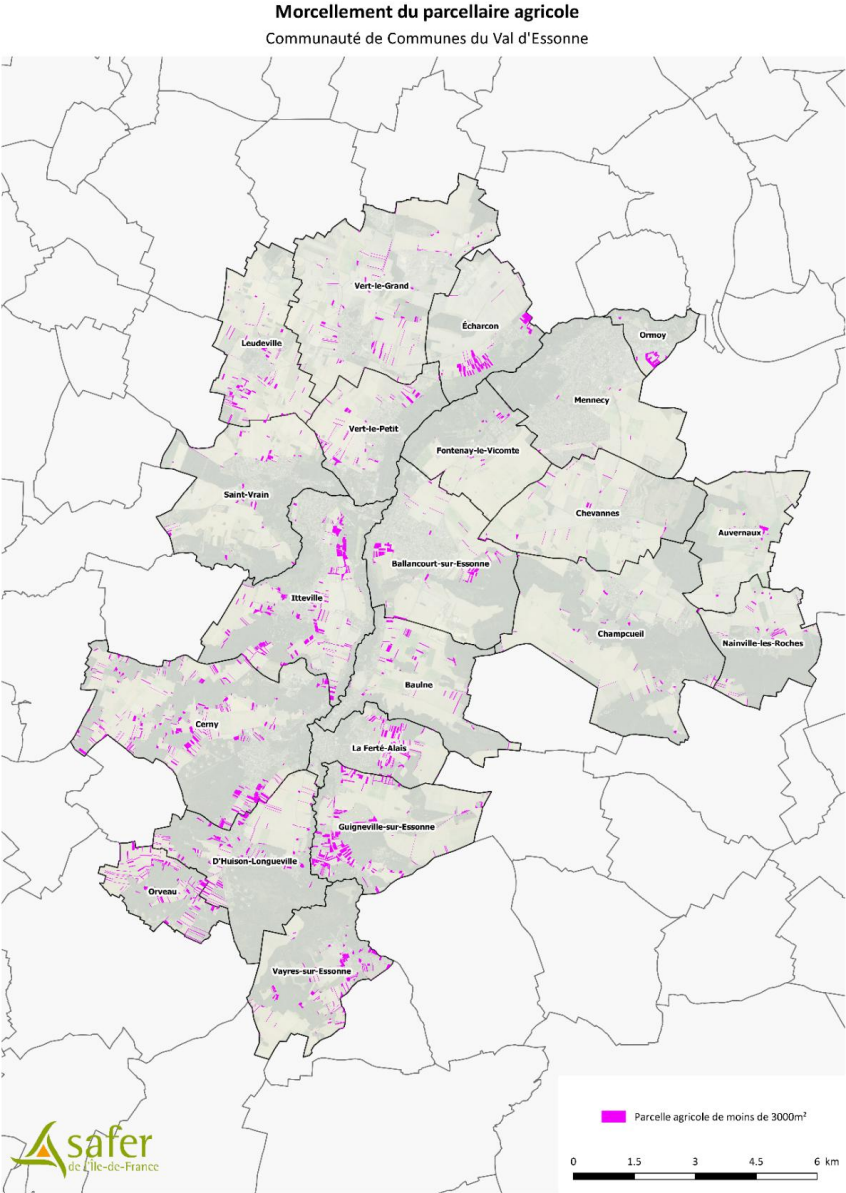 Morcellement du parcellaire agricole
Communauté de Communes du Val d'Essonne
Vert-le-Grand
Écharcon
Ormoy
Leudeville
Mennecy
Vert-le-Petit
Fontenay-le-Vicomte
Saint-Vrain
Chevannes
Auvernaux
Ballancourt-sur-Essonne
Itteville
Champcueil
Nainville-les-Roches
Baulne
Cerny
La Ferté-Alais
Guigneville-sur-Essonne
D'Huison-Longueville
Orveau
Vayres-sur-Essonne
Parcelle agricole de moins de 3000m²
safer
de l'Île-de-France
0 1.5 3 4.5 6 km